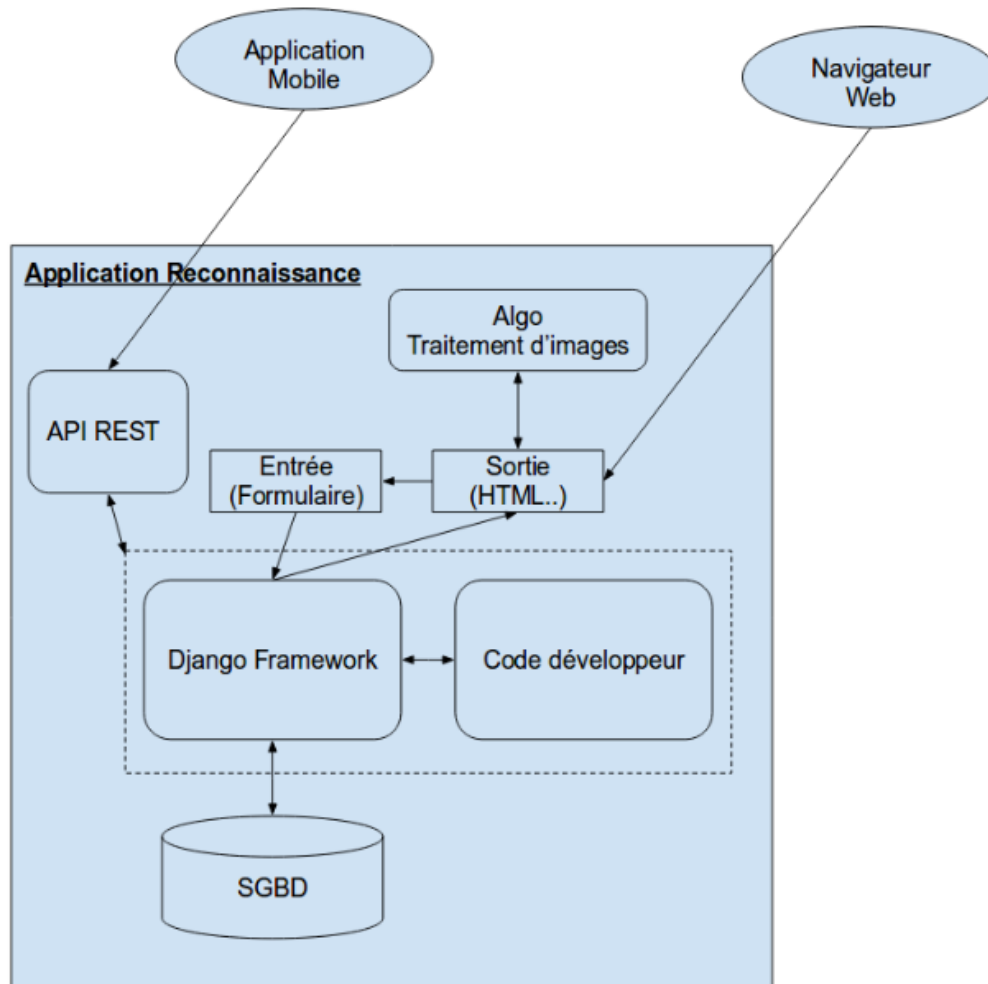 Application
Mobile
Navigateur
Web
Application Reconnaissance
Algo
Traitement d'images
API REST
Entrée
(Formulaire)
Sortie
(HTML..)
Django Framework
Code développeur
SGBD